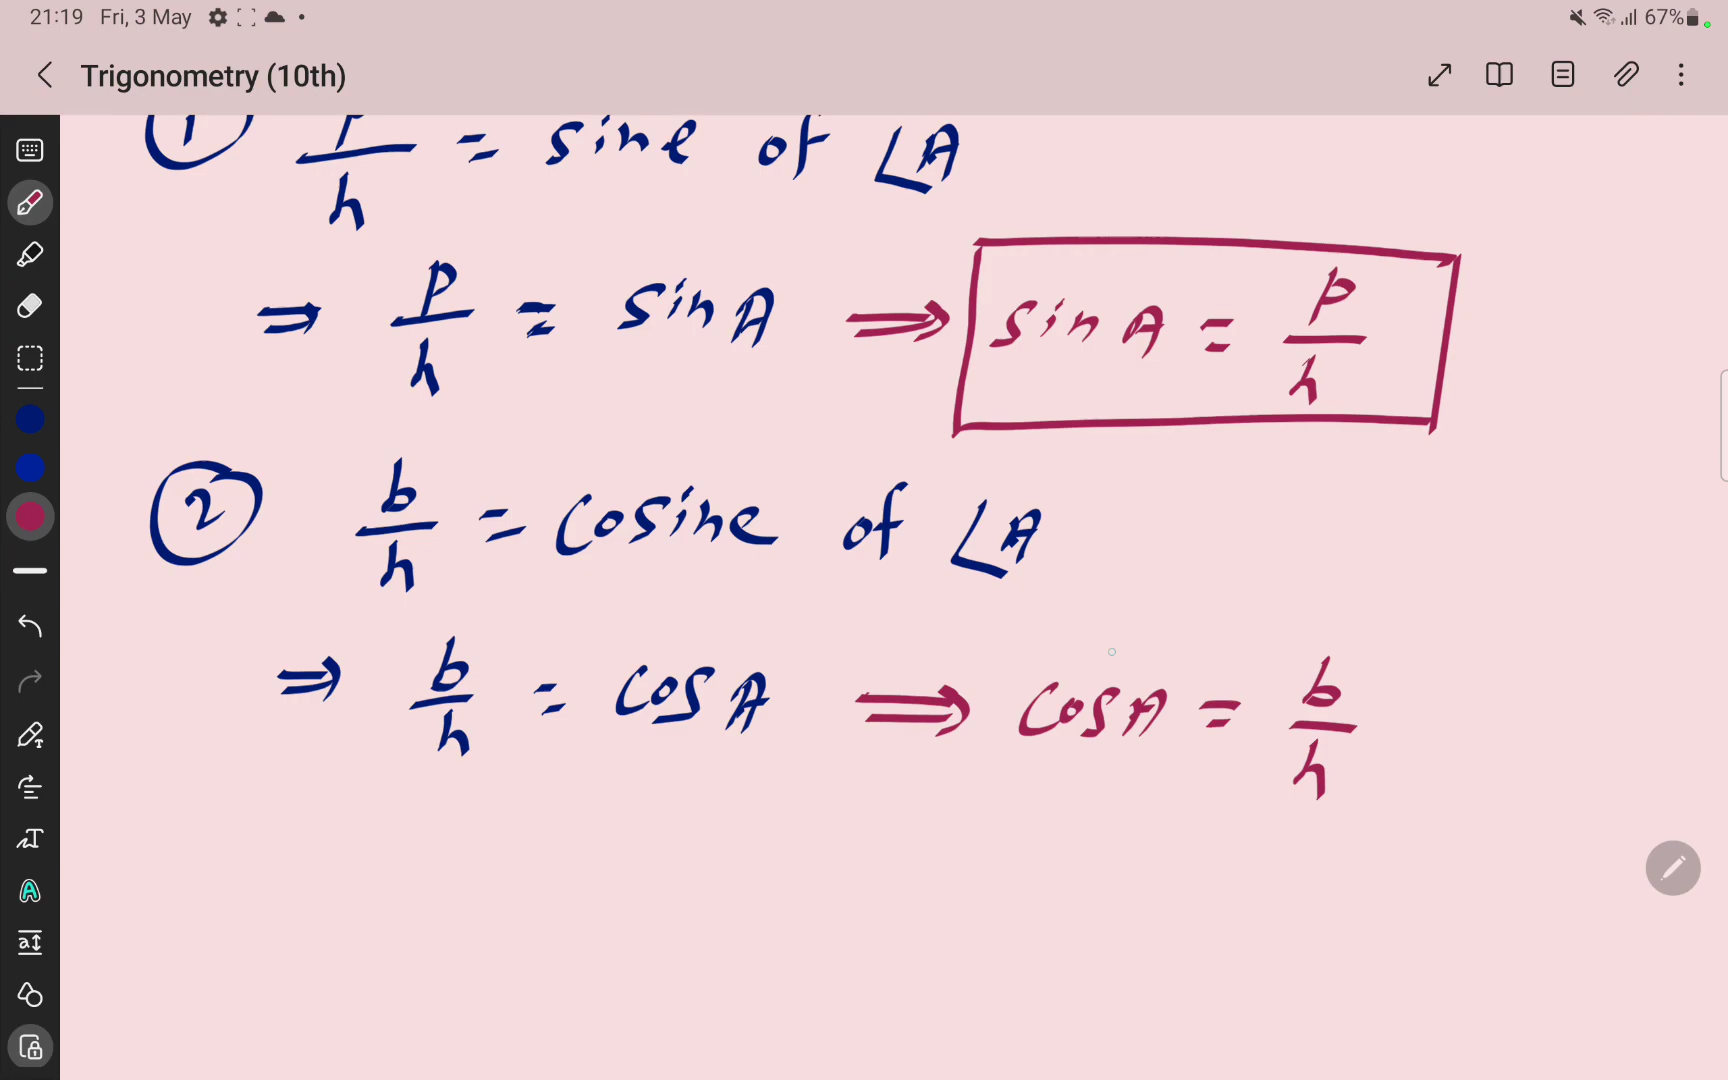 21:19 Fri, 3 May 67%
Trigonometry (10th)
① p/h = sine of ∠A
⇒ p/h = sin A ⟹ sin A = p/h
② b/h = cosine of ∠A
⇒ b/h = cos A ⟹ cos A = b/h